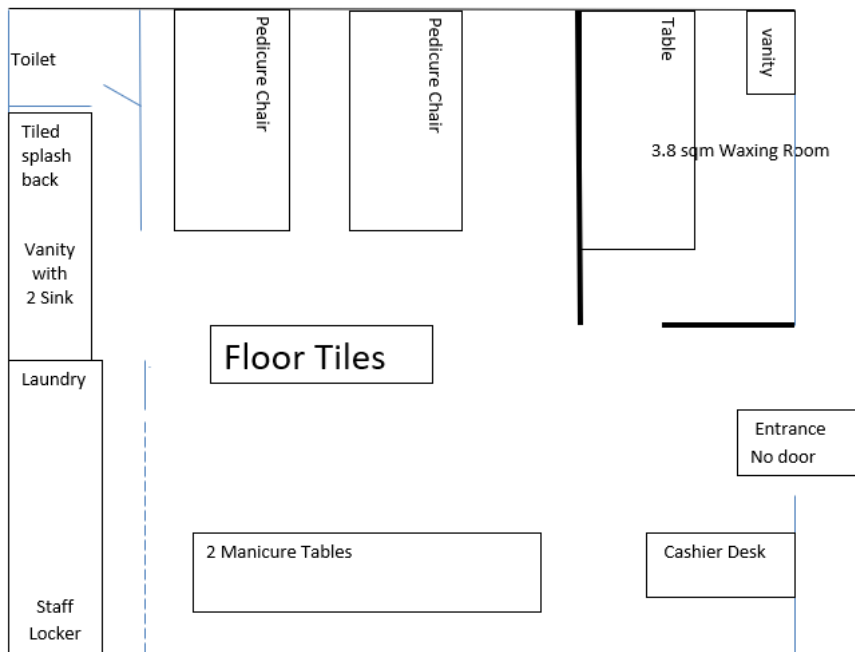 Toilet
Pedicure Chair
Pedicure Chair
Table
vanity
Tiled
splash
back
3.8 sqm Waxing Room
Vanity
with
2 Sink
Floor Tiles
Laundry
Entrance
No door
2 Manicure Tables
Cashier Desk
Staff
Locker